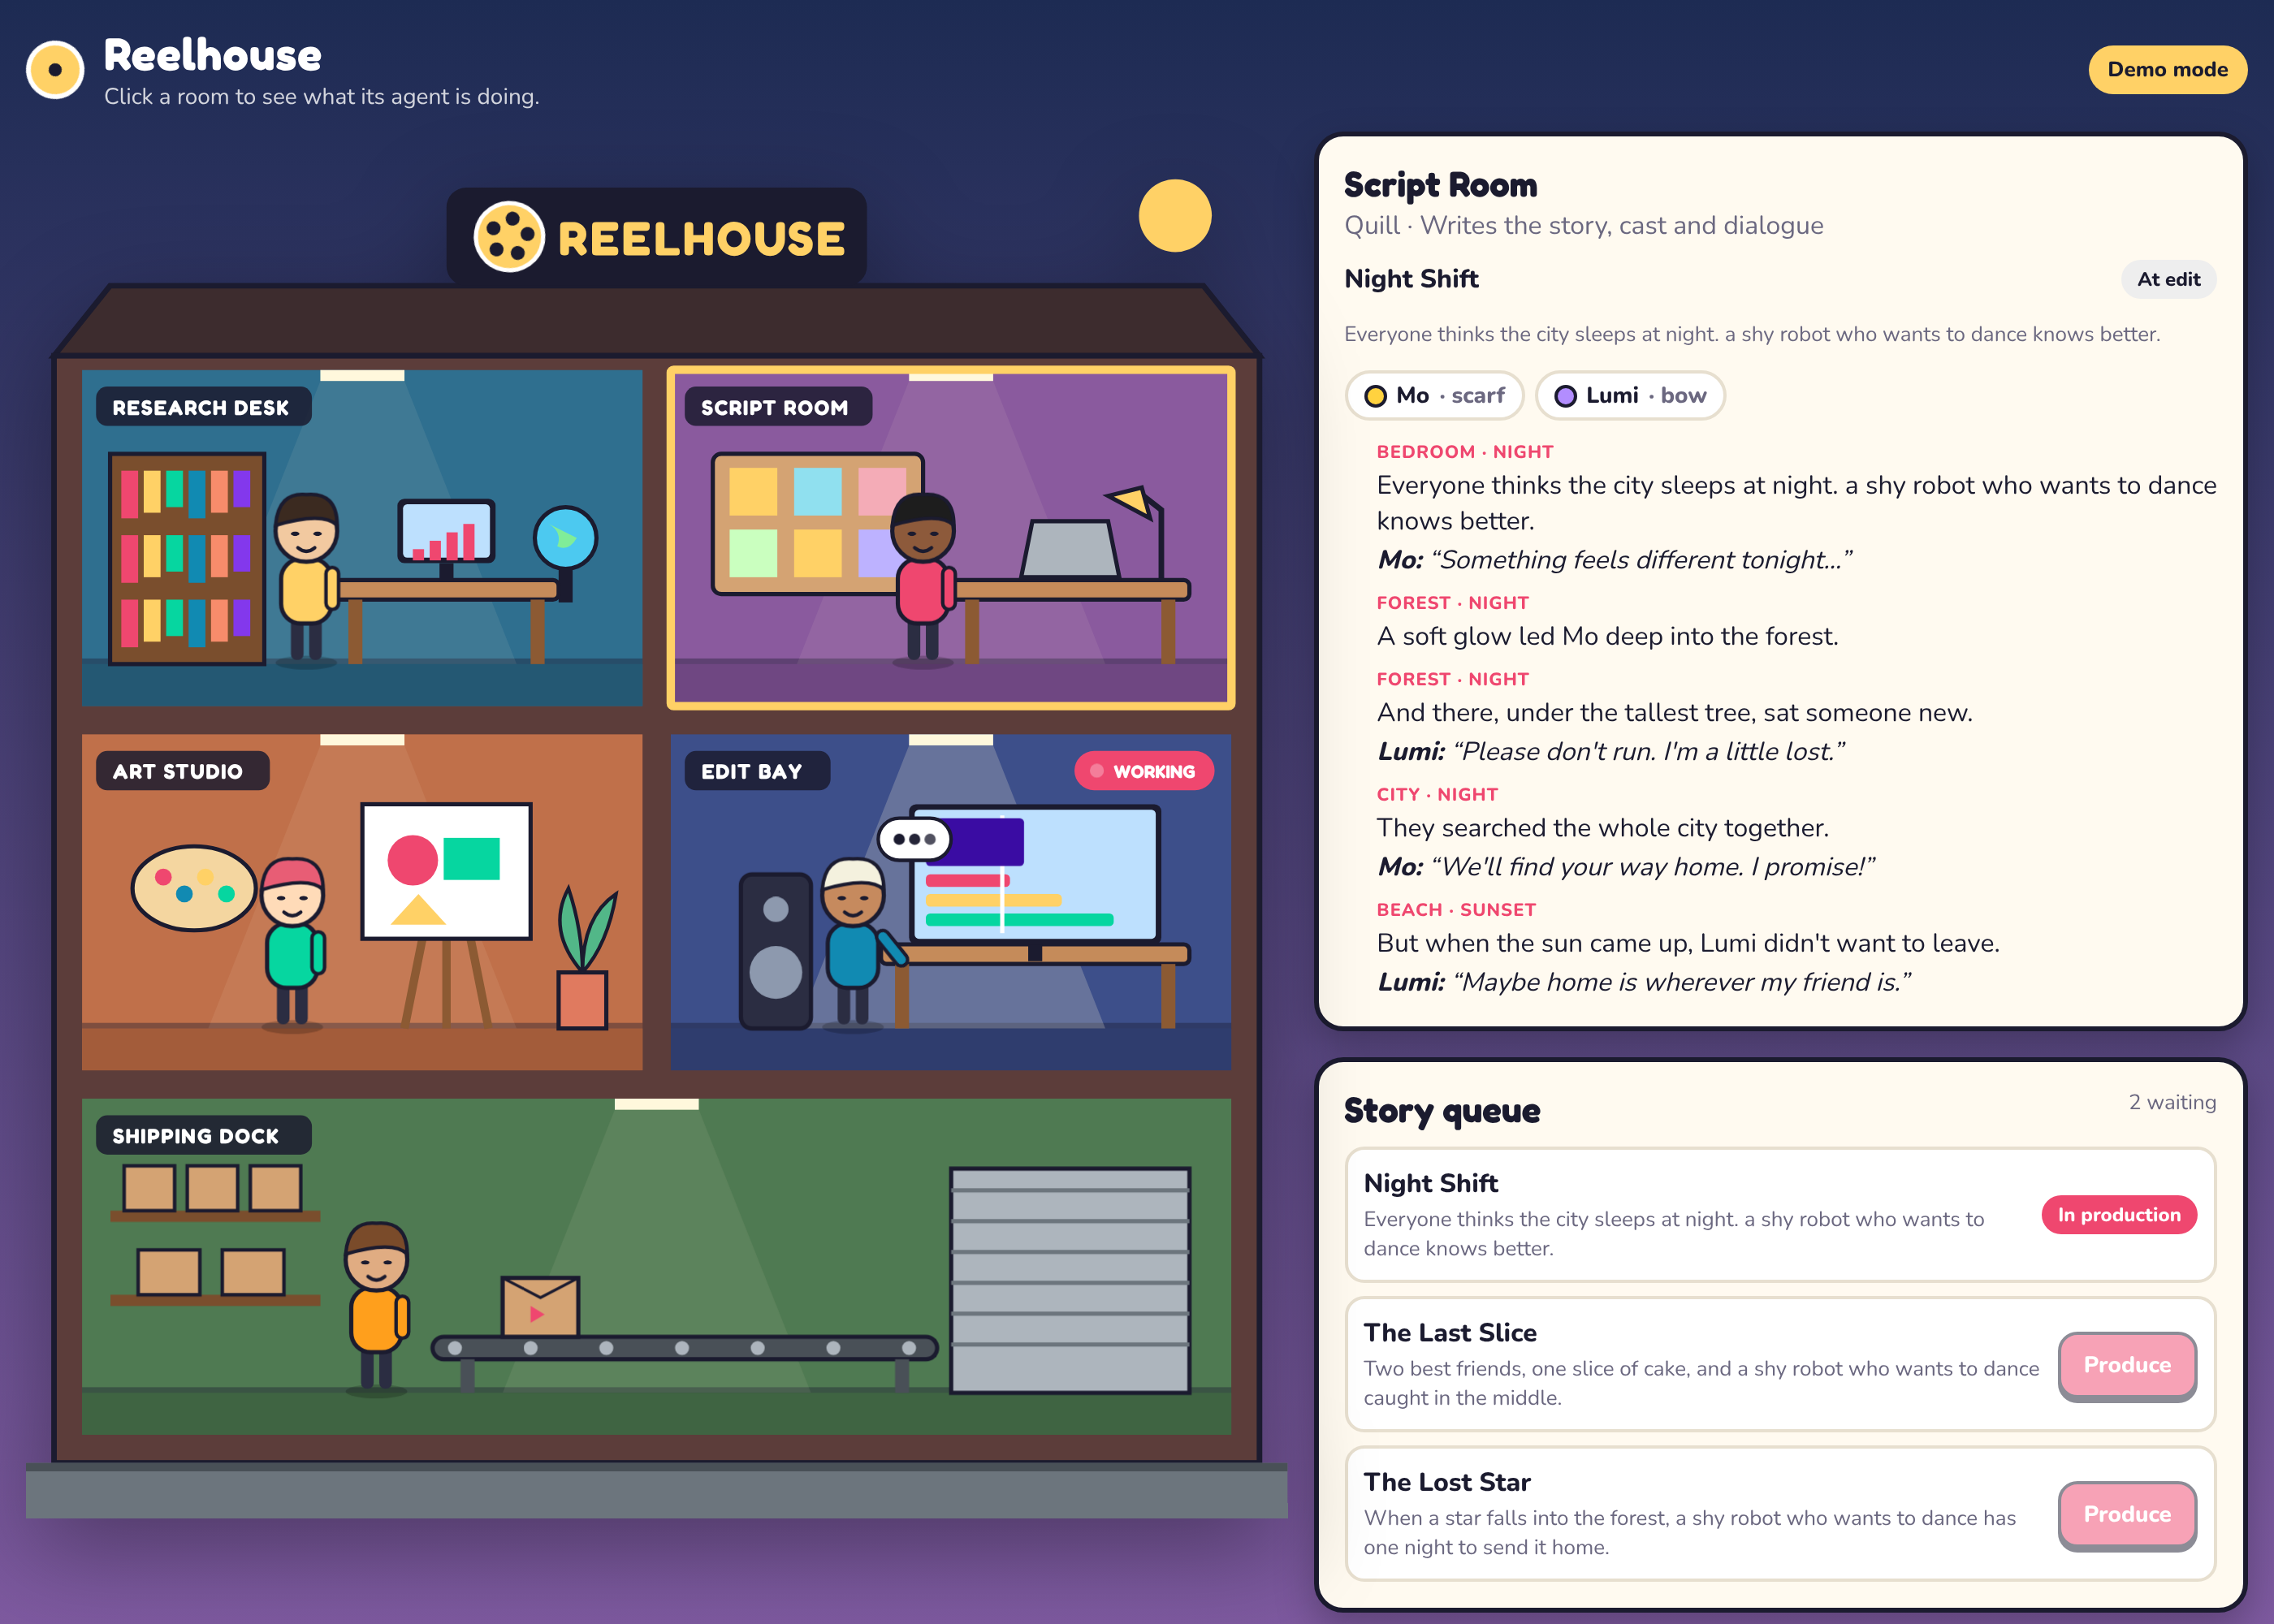 Reelhouse
Click a room to see what its agent is doing.
Demo mode
REELHOUSE
RESEARCH DESK
SCRIPT ROOM
ART STUDIO
EDIT BAY
WORKING
SHIPPING DOCK
Script Room
Quill · Writes the story, cast and dialogue
Night Shift
At edit
Everyone thinks the city sleeps at night. a shy robot who wants to dance knows better.
Mo · scarf
Lumi · bow
BEDROOM · NIGHT
Everyone thinks the city sleeps at night. a shy robot who wants to dance
knows better.
Mo: “Something feels different tonight…”
FOREST · NIGHT
A soft glow led Mo deep into the forest.
FOREST · NIGHT
And there, under the tallest tree, sat someone new.
Lumi: “Please don't run. I'm a little lost.”
CITY · NIGHT
They searched the whole city together.
Mo: “We'll find your way home. I promise!”
BEACH · SUNSET
But when the sun came up, Lumi didn't want to leave.
Lumi: “Maybe home is wherever my friend is.”
Story queue
2 waiting
Night Shift
Everyone thinks the city sleeps at night. a shy robot who wants to
dance knows better.
In production
The Last Slice
Two best friends, one slice of cake, and a shy robot who wants to dance
caught in the middle.
Produce
The Lost Star
When a star falls into the forest, a shy robot who wants to dance has
one night to send it home.
Produce